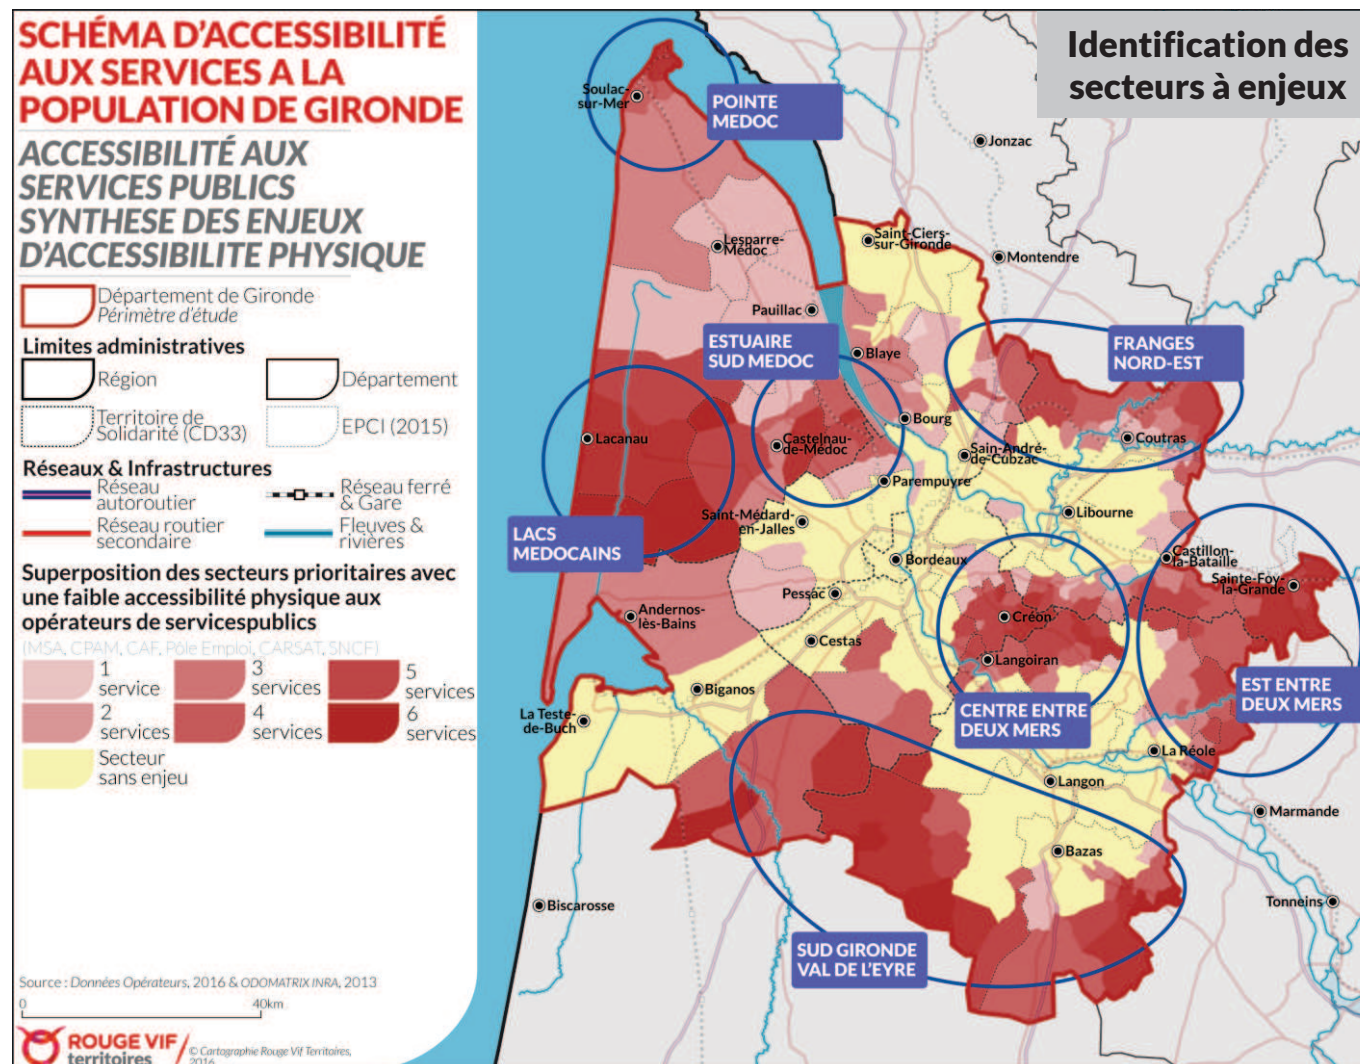 SCHÉMA D'ACCESSIBILITÉ
AUX SERVICES A LA
POPULATION DE GIRONDE
ACCESSIBILITÉ AUX
SERVICES PUBLICS
SYNTHESE DES ENJEUX
D'ACCESSIBILITE PHYSIQUE
Département de Gironde
Périmètre d'étude
Limites administratives
Région
Département
Territoire de
Solidarité (CD33)
EPCI (2015)
Réseaux & Infrastructures
Réseau
autoroutier
Réseau ferré
& Gare
Réseau routier
secondaire
Fleuves &
rivières
Superposition des secteurs prioritaires avec
une faible accessibilité physique aux
opérateurs de servicespublics
(MSA, CPAM, CAF, Pôle Emploi, CARSAT, SNCF)
1
service
3
services
5
services
2
services
4
services
6
services
Secteur
sans enjeu
Source : Données Opérateurs, 2016 & ODOMATRIX INRA, 2013
0
40km
ROUGE VIF
territoires
© Cartographie Rouge Vif Territoires,
2016
Identification des
secteurs à enjeux
Soulac-
sur-Mer
POINTE
MEDOC
Jonzac
Lesparre-
Médoc
Saint-Ciers-
sur-Gironde
Montendre
Pauillac
ESTUAIRE
SUD MEDOC
Blaye
FRANGES
NORD-EST
Lacanau
Castelnau-
de-Médoc
Bourg
Coutras
Sain-André-
de-Cubzac
Parempuyre
LACS
MEDOCAINS
Saint-Médard-
en-Jalles
Libourne
Bordeaux
Castillon-
la-Bataille
Sainte-Foy-
la-Grande
Pessac
Andernos-
lès-Bains
Créon
Cestas
Langoiran
Biganos
EST ENTRE
DEUX MERS
CENTRE ENTRE
DEUX MERS
La Teste-
de-Buch
La Réole
Langon
Marmande
Bazas
Biscarosse
Tonneins
SUD GIRONDE
VAL DE L'EYRE